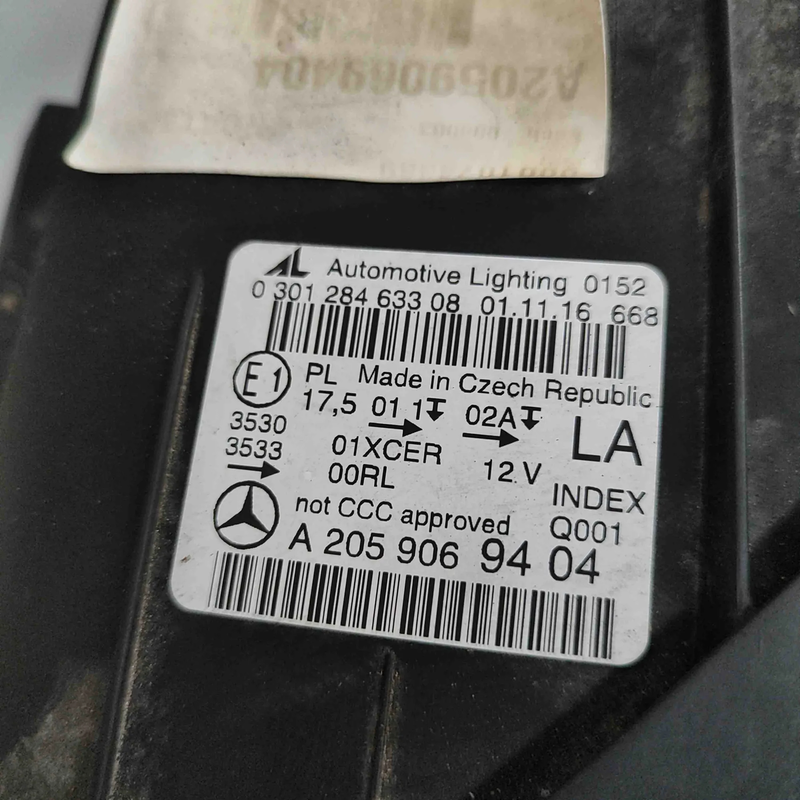 A2059069404
AL Automotive Lighting 0152
0 301 284 633 08 01.11.16 668
E1 PL Made in Czech Republic
17,5 01 1 02A LA
3530
3533 01XCER 12 V
00RL INDEX
not CCC approved Q001
A 205 906 94 04